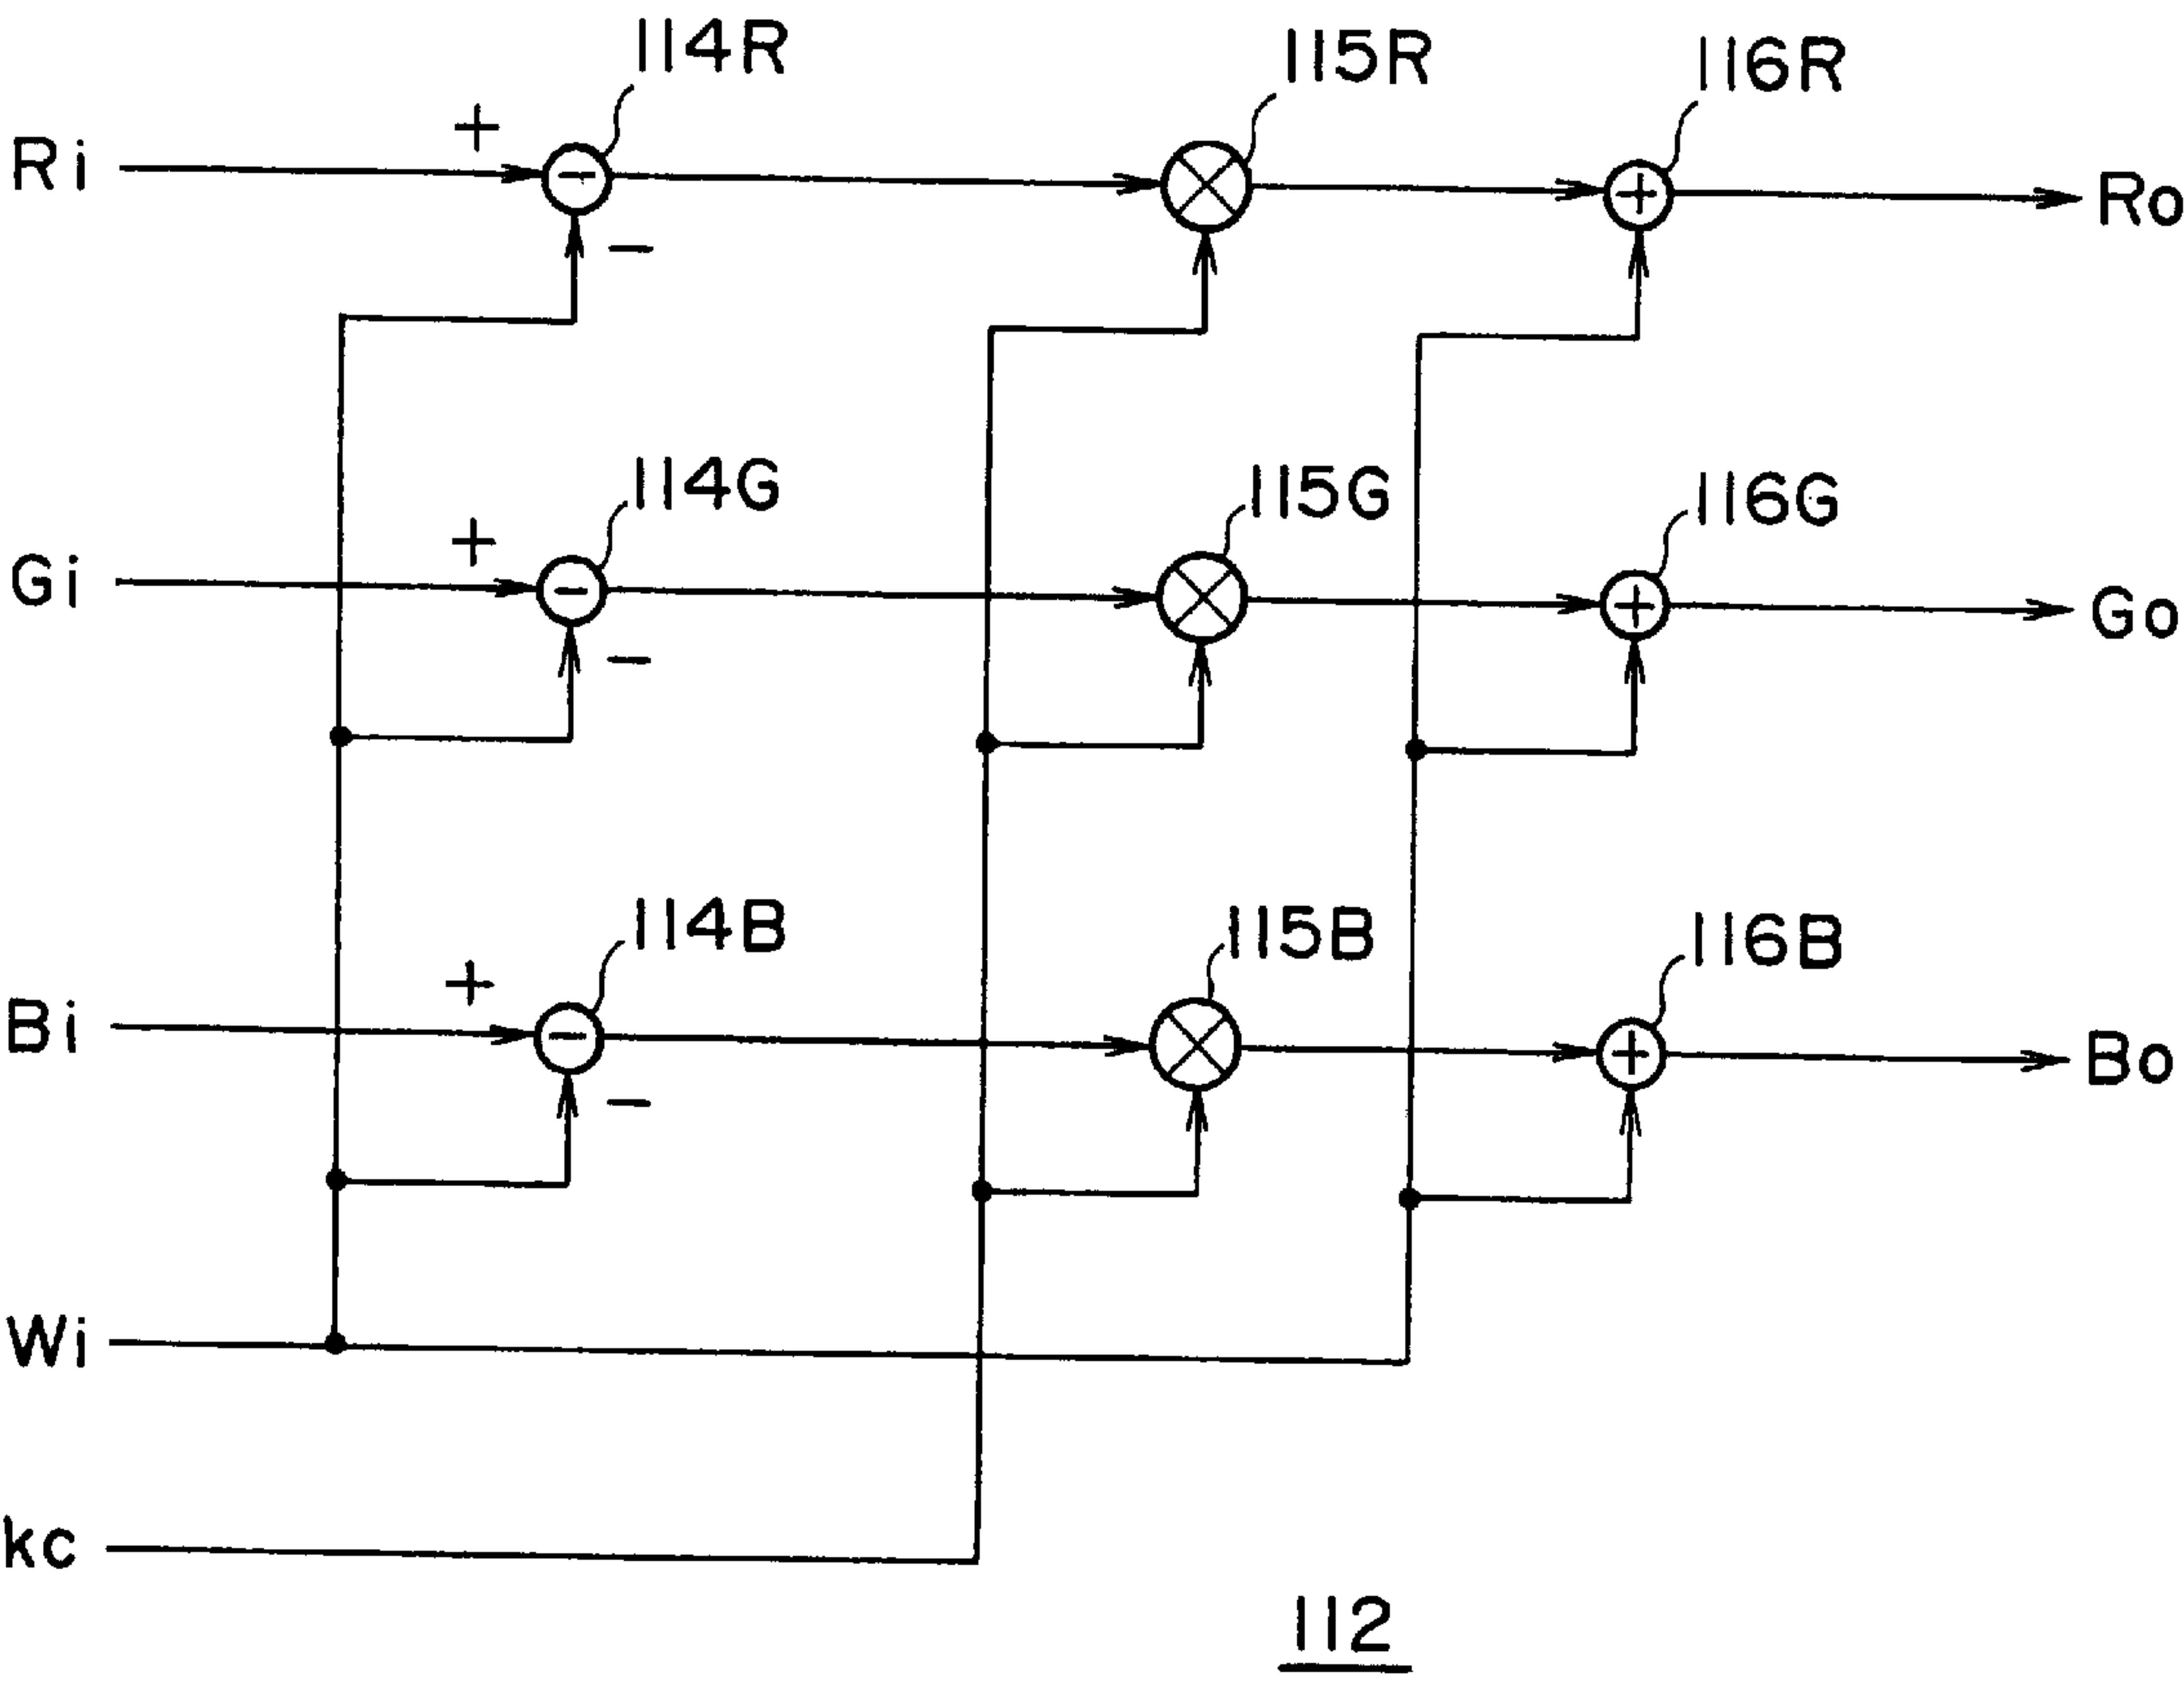 114R 115R 116R
+
Ri - + Ro
-
114G 115G 116G
+
Gi - + Go
-
114B 115B 116B
+
Bi - + Bo
-
Wi
kc
112